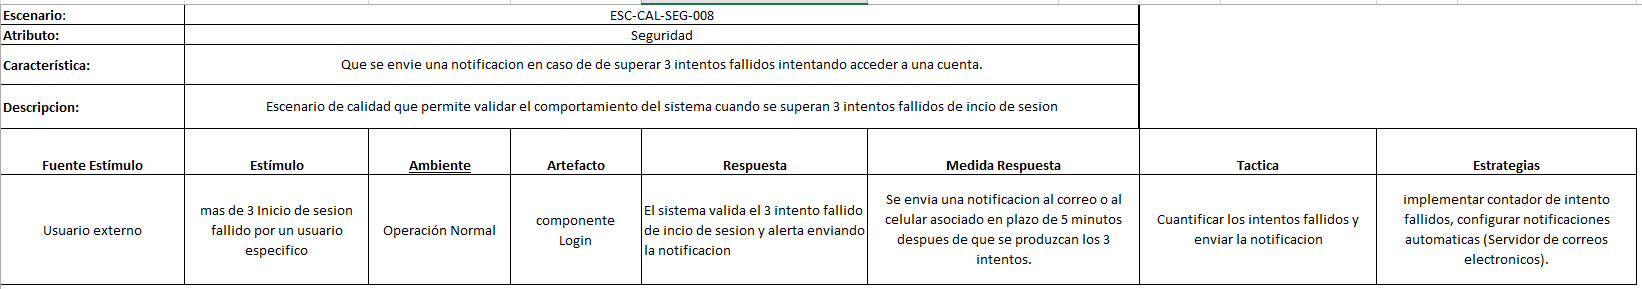 Escenario: ESC-CAL-SEG-008
Atributo: Seguridad
Característica: Que se envie una notificacion en caso de de superar 3 intentos fallidos intentando acceder a una cuenta.
Descripcion: Escenario de calidad que permite validar el comportamiento del sistema cuando se superan 3 intentos fallidos de incio de sesion
Fuente Estímulo Estímulo Ambiente Artefacto Respuesta Medida Respuesta Tactica Estrategias
Usuario externo
mas de 3 Inicio de sesion
fallido por un usuario
especifico
Operación Normal
componente
Login
El sistema valida el 3 intento fallido
de incio de sesion y alerta enviando
la notificacion
Se envia una notificacion al correo o al
celular asociado en plazo de 5 minutos
despues de que se produzcan los 3
intentos.
Cuantificar los intentos fallidos y
enviar la notificacion
implementar contador de intento
fallidos, configurar notificaciones
automaticas (Servidor de correos
electronicos).